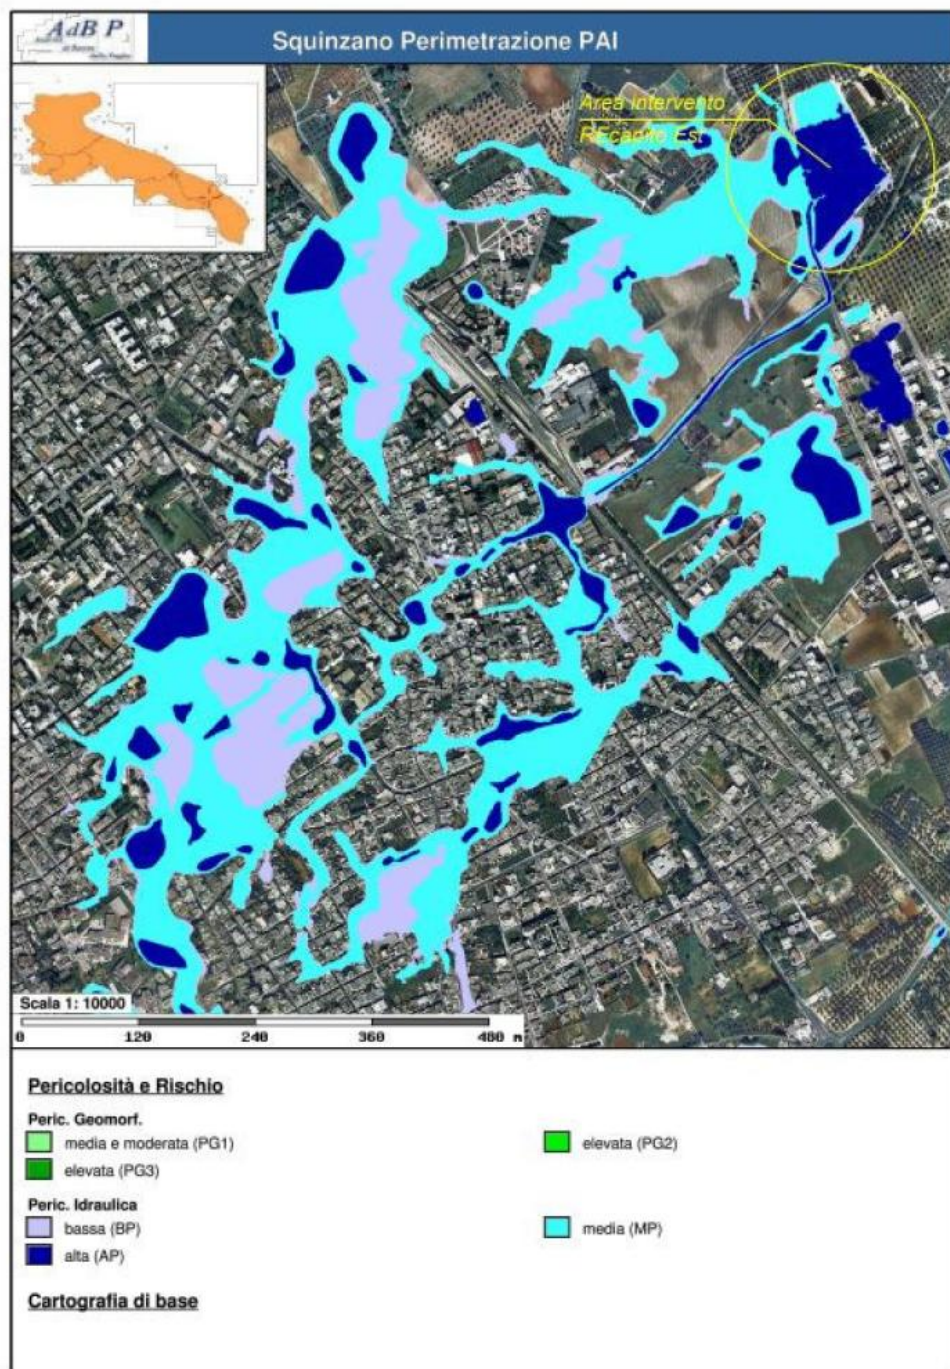 AdB P
Squinzano Perimetrazione PAI
Area intervento
REcapito Est
Scala 1: 10000
0 120 240 360 480 m
Pericolosità e Rischio
Peric. Geomorf.
media e moderata (PG1)
elevata (PG2)
elevata (PG3)
Peric. Idraulica
bassa (BP)
media (MP)
alta (AP)
Cartografia di base